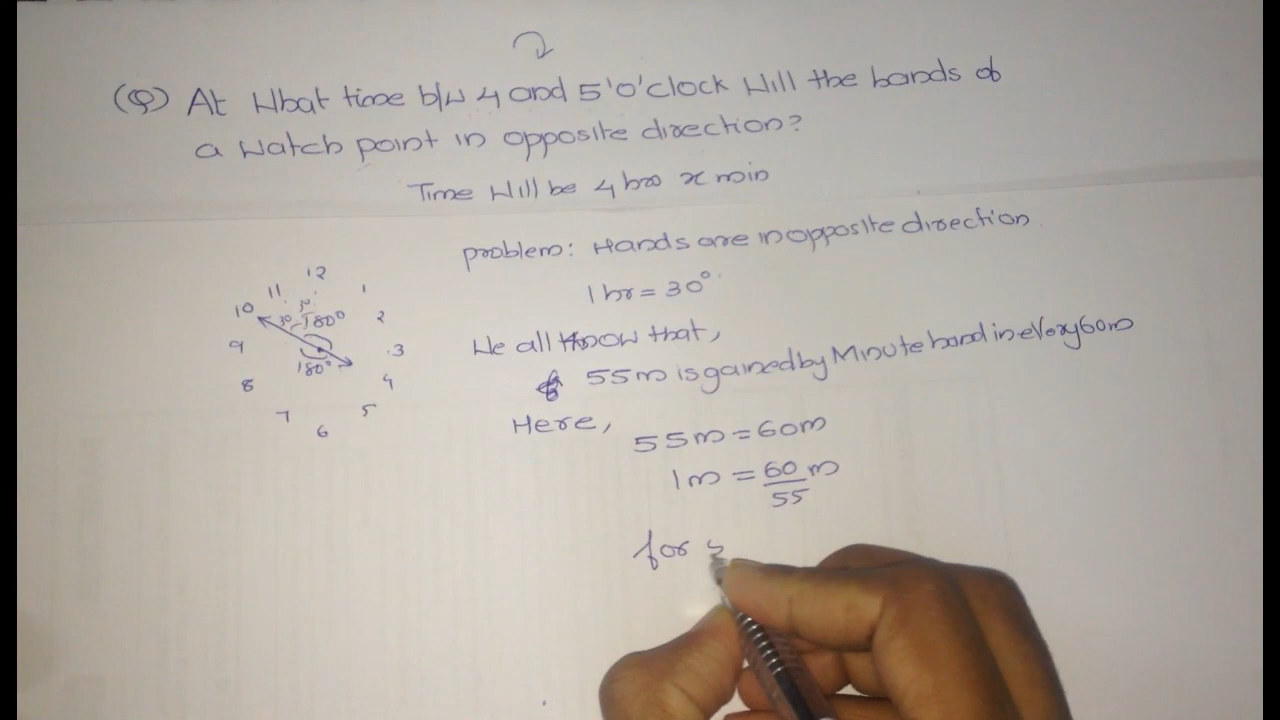 (Q) At What time b/w 4 and 5'o'clock Will the hands of
a Watch point in opposite direction?
Time Will be 4 hrs x min
problem: Hands are in opposite direction
1 hr = 30°
We all Know that,
55m is gained by Minute hand in every 60m
Here,
55m = 60m
1m = 60/55 m
for
12
11
1
10
30
30
180°
2
9
3
180°
8
4
7
5
6